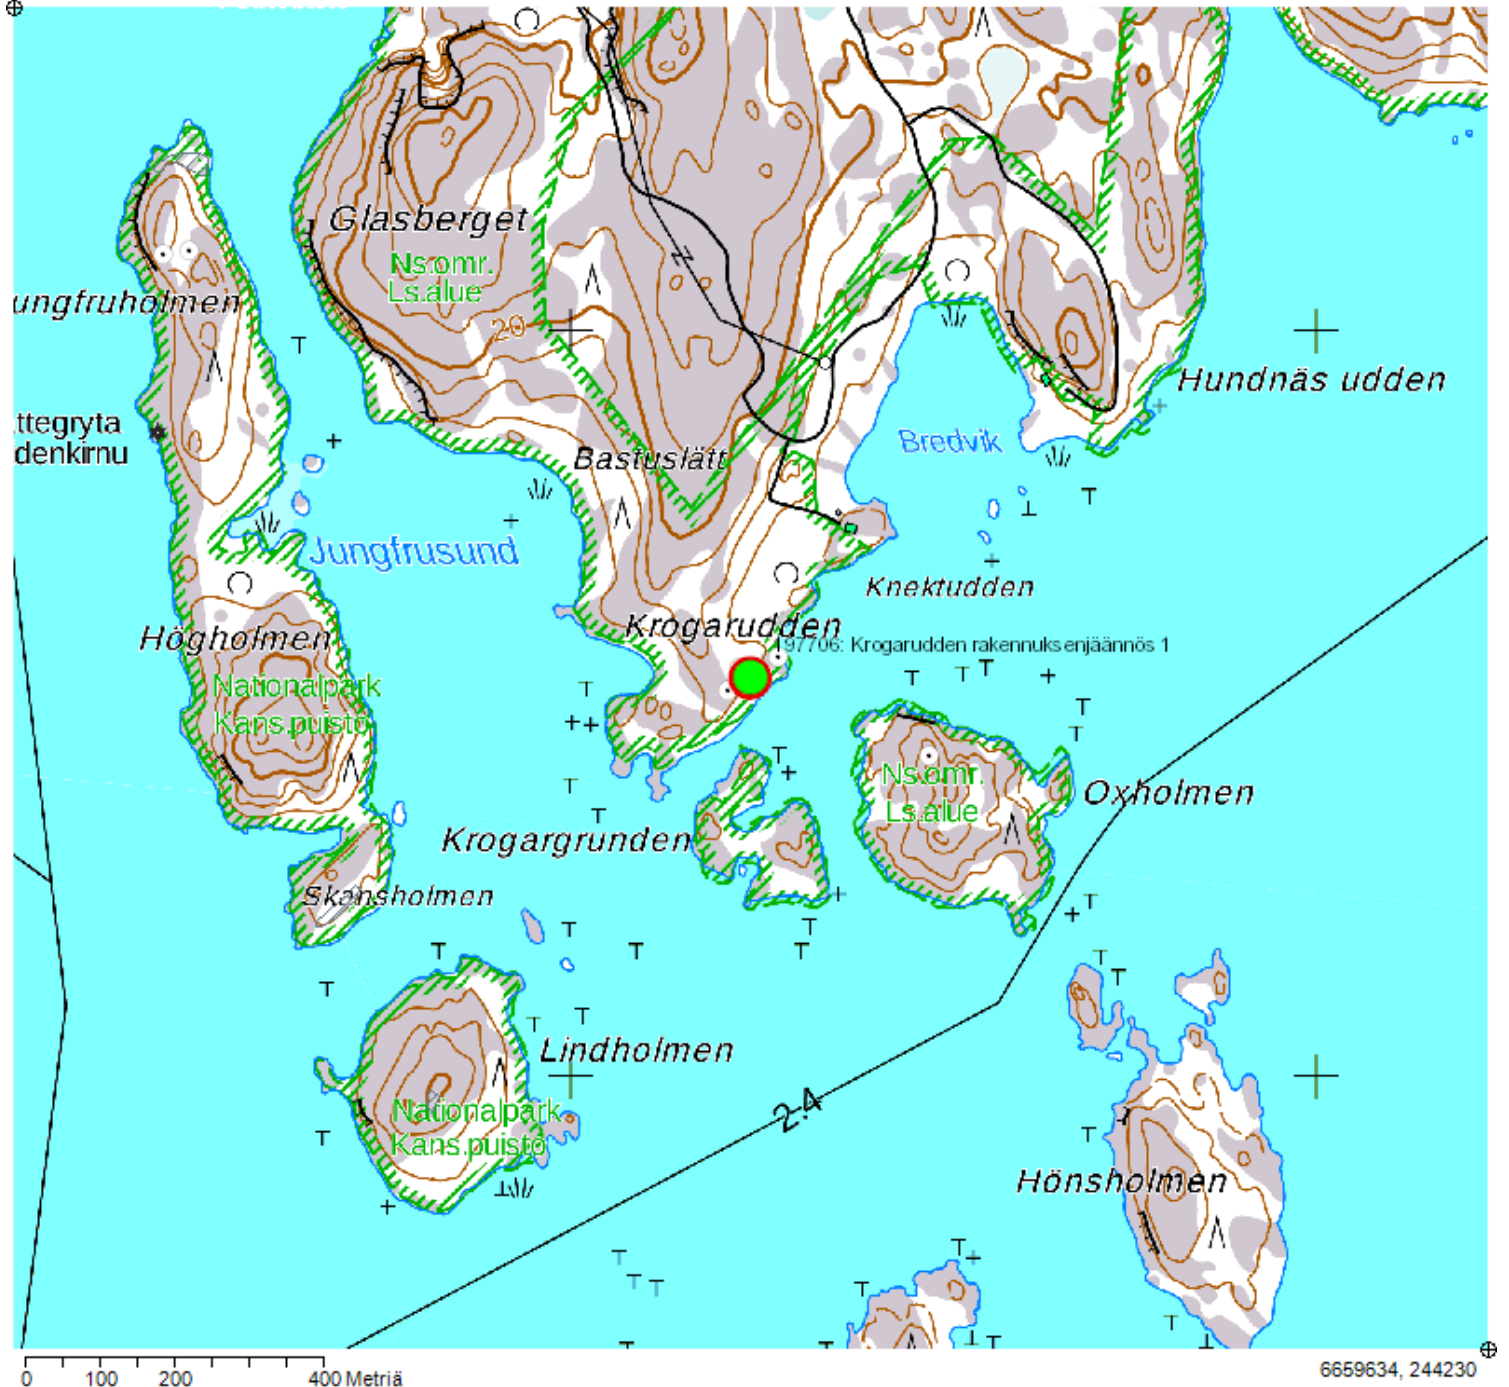 Glasberget
Ns.omr.
Ls.alue
ungfruholmen
20
Hundnäs udden
ttegryta
denkirnu
Bredvik
Bastuslätt
Jungfrusund
Knektudden
Högholmen
Krogarudden
97706: Krogarudden rakennuksenjäännös 1
Nationalpark
Kans.puisto
Ns.omr.
Ls.alue
Oxholmen
Krogargrunden
Skansholmen
Lindholmen
Nationalpark
Kans.puisto
2.4
Hönsholmen
0 100 200 400 Metriä
6659634, 244230